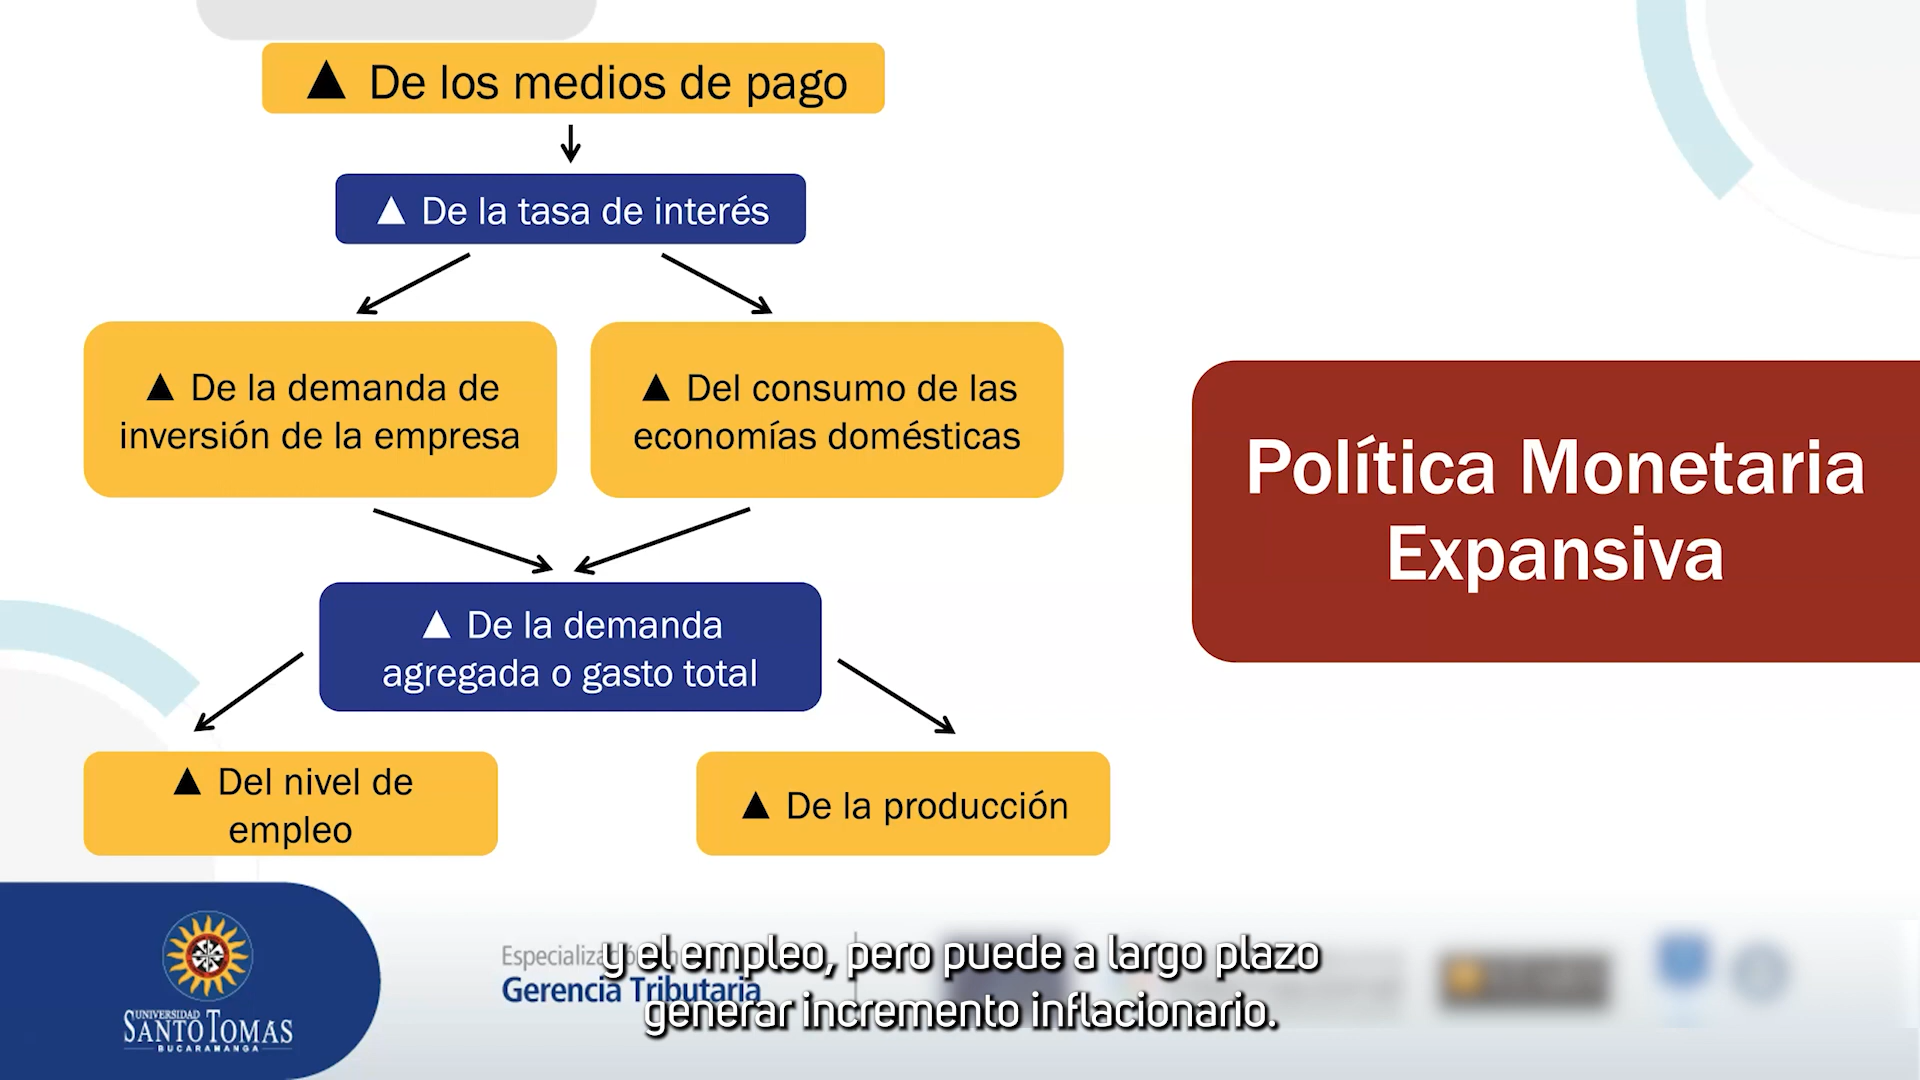 ▲ De los medios de pago
▲ De la tasa de interés
▲ De la demanda de
inversión de la empresa
▲ Del consumo de las
economías domésticas
▲ De la demanda
agregada o gasto total
▲ Del nivel de
empleo
▲ De la producción
Política Monetaria
Expansiva
UNIVERSIDAD
SANTO TOMAS
BUCARAMANGA
Gerencia Tributaria
y el empleo, pero puede a largo plazo
generar incremento inflacionario.